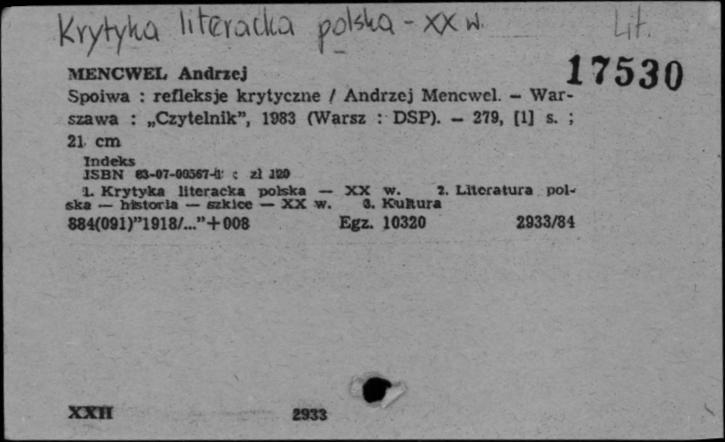 Krytyka literacka polska - XX w. Lit.
17530
MENCWEL Andrzej
Spoiwa : refleksje krytyczne / Andrzej Mencwel. — War-
szawa : „Czytelnik”, 1983 (Warsz : DSP). — 279, [1] s. ;
21 cm
Indeks
ISBN 83-07-00567-1 : zł 120
1. Krytyka literacka polska — XX w. 2. Literatura pol-
ska — historia — szkice — XX w. 3. Kultura
884(091)”1918/...”+008 Egz. 10320 2933/84
XXII 2933